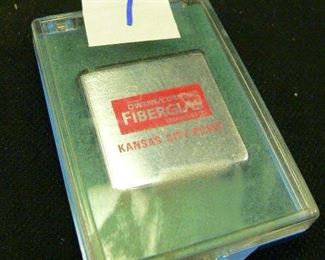 OWENS/CORNING
FIBERGLAS
KANSAS CITY PLANT